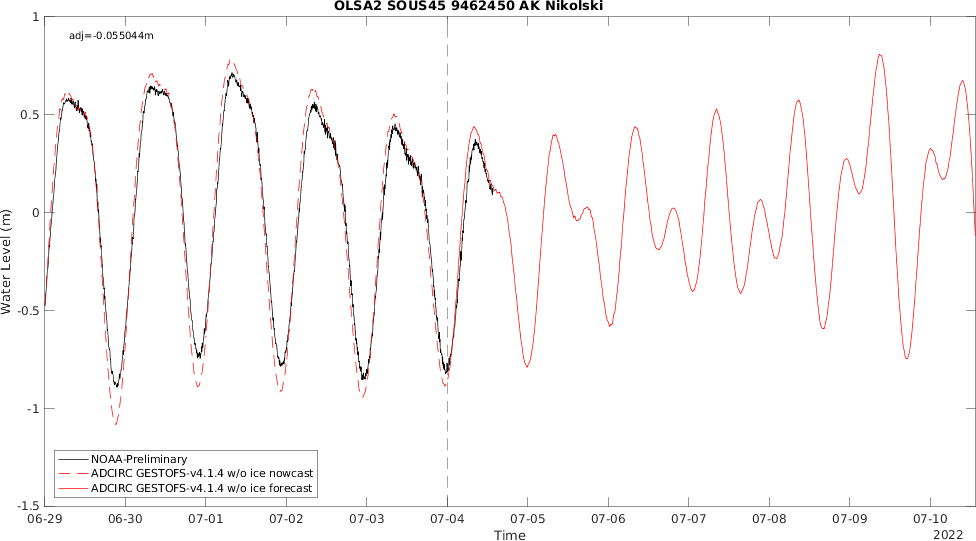 OLSA2 SOUS45 9462450 AK Nikolski
adj=-0.055044m
1
0.5
0
-0.5
-1
-1.5
Water Level (m)
NOAA-Preliminary
ADCIRC GESTOFS-v4.1.4 w/o ice nowcast
ADCIRC GESTOFS-v4.1.4 w/o ice forecast
06-29 06-30 07-01 07-02 07-03 07-04 07-05 07-06 07-07 07-08 07-09 07-10
Time
2022